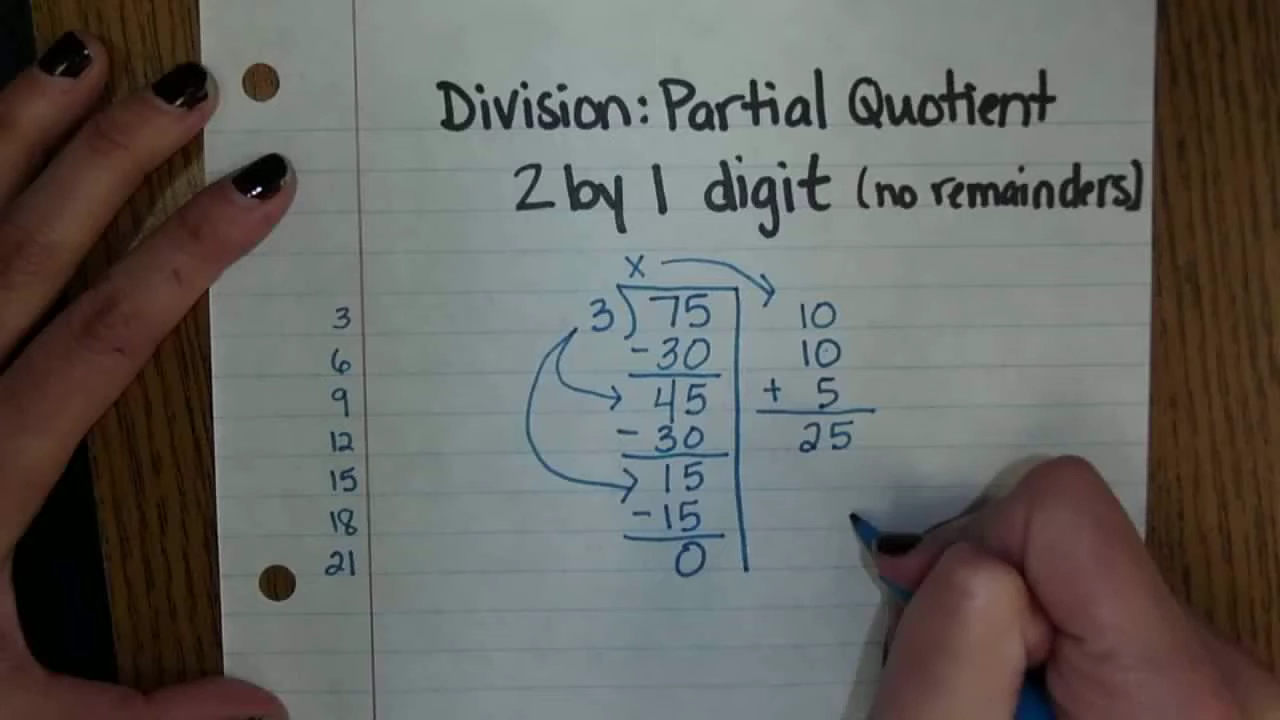 Division: Partial Quotient
2 by 1 digit (no remainders)
x
3 3)75 10
6 -30 10
9 45 + 5
12 -30 25
15 15
18 -15
21 0